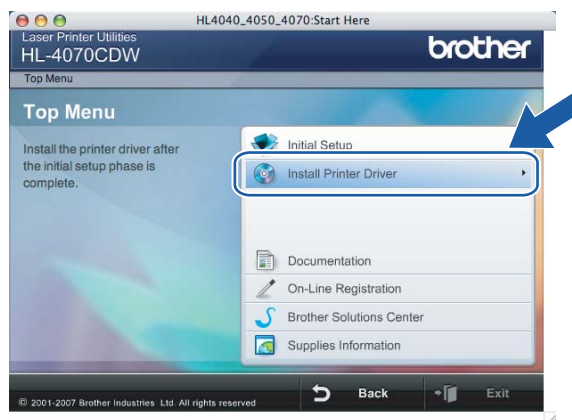 HL4040_4050_4070:Start Here
Laser Printer Utilities
HL-4070CDW
brother
Top Menu
Top Menu
Install the printer driver after
the initial setup phase is
complete.
Initial Setup
Install Printer Driver
Documentation
On-Line Registration
Brother Solutions Center
Supplies Information
© 2001-2007 Brother Industries Ltd. All rights reserved
Back
Exit